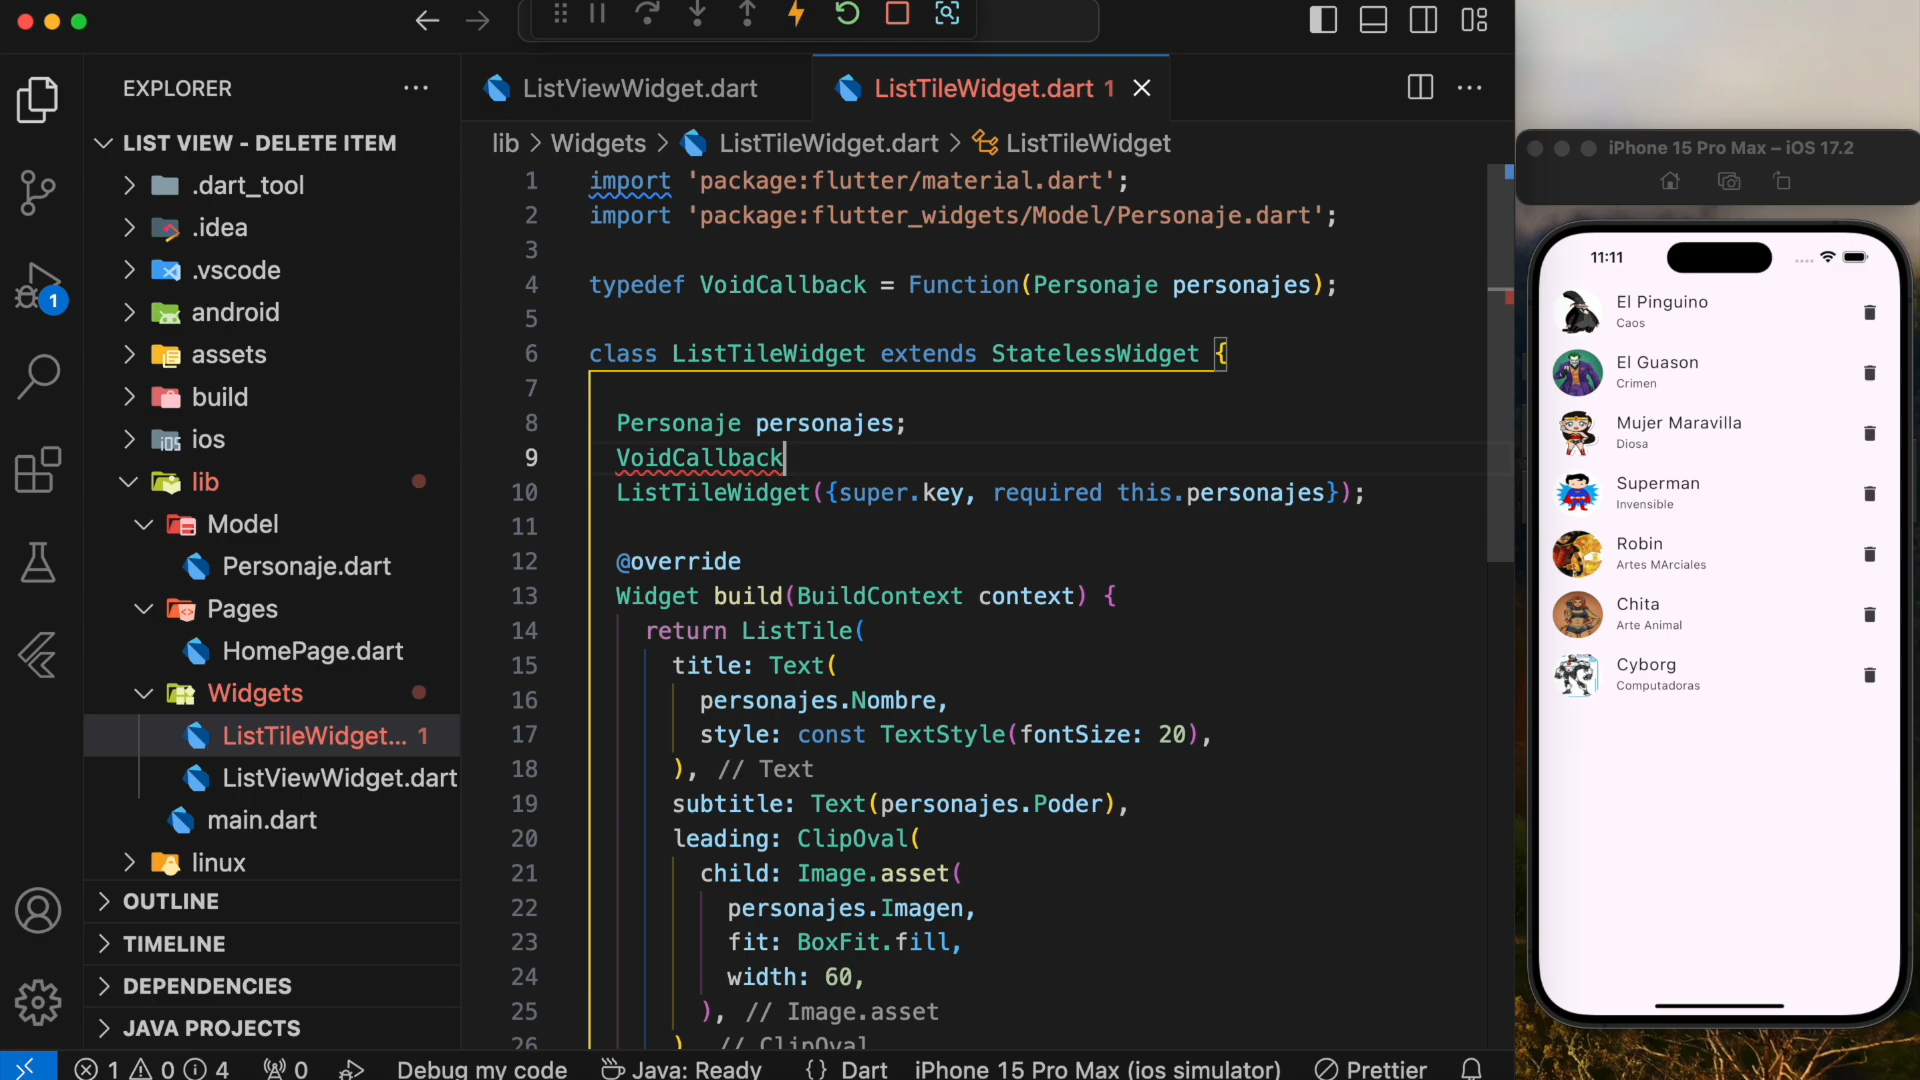 EXPLORER
LIST VIEW - DELETE ITEM
.dart_tool
.idea
.vscode
android
assets
build
ios
lib
Model
Personaje.dart
Pages
HomePage.dart
Widgets
ListTileWidget... 1
ListViewWidget.dart
main.dart
linux
OUTLINE
TIMELINE
DEPENDENCIES
JAVA PROJECTS
1
ListViewWidget.dart
ListTileWidget.dart 1
lib > Widgets > ListTileWidget.dart > ListTileWidget
1 import 'package:flutter/material.dart';
2 import 'package:flutter_widgets/Model/Personaje.dart';
3
4 typedef VoidCallback = Function(Personaje personajes);
5
6 class ListTileWidget extends StatelessWidget {
7
8 Personaje personajes;
9 VoidCallback
10 ListTileWidget({super.key, required this.personajes});
11
12 @override
13 Widget build(BuildContext context) {
14 return ListTile(
15 title: Text(
16 personajes.Nombre,
17 style: const TextStyle(fontSize: 20),
18 ), // Text
19 subtitle: Text(personajes.Poder),
20 leading: ClipOval(
21 child: Image.asset(
22 personajes.Imagen,
23 fit: BoxFit.fill,
24 width: 60,
25 ), // Image.asset
26 ) // ClipOval
1 0 4 0 Debug my code Java: Ready {} Dart iPhone 15 Pro Max (ios simulator) Prettier
iPhone 15 Pro Max – iOS 17.2
11:11
El Pinguino
Caos
El Guason
Crimen
Mujer Maravilla
Diosa
Superman
Invensible
Robin
Artes MArciales
Chita
Arte Animal
Cyborg
Computadoras